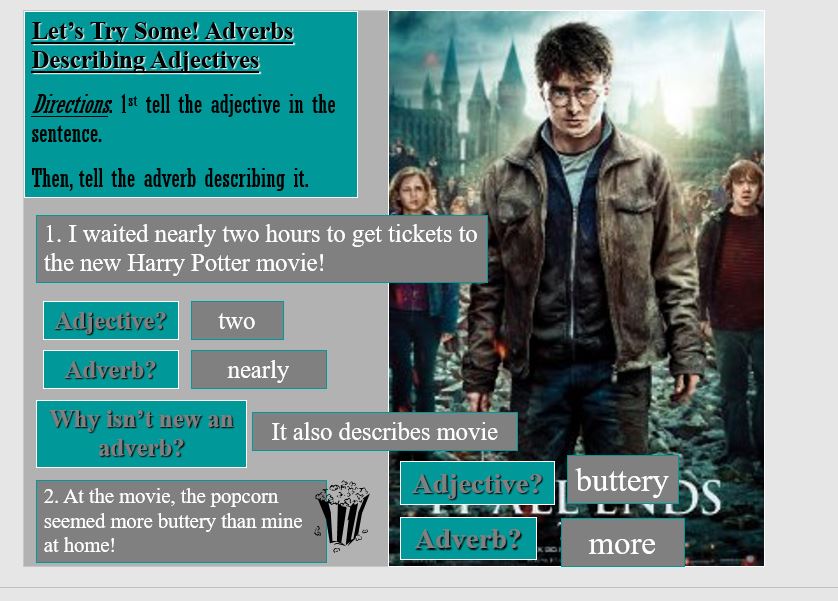 Let's Try Some! Adverbs
Describing Adjectives
Directions: 1st tell the adjective in the
sentence.
Then, tell the adverb describing it.
1. I waited nearly two hours to get tickets to
the new Harry Potter movie!
Adjective?
two
Adverb?
nearly
Why isn't new an
adverb?
It also describes movie
2. At the movie, the popcorn
seemed more buttery than mine
at home!
Adjective?
buttery
IT ALL ENDS
Adverb?
more